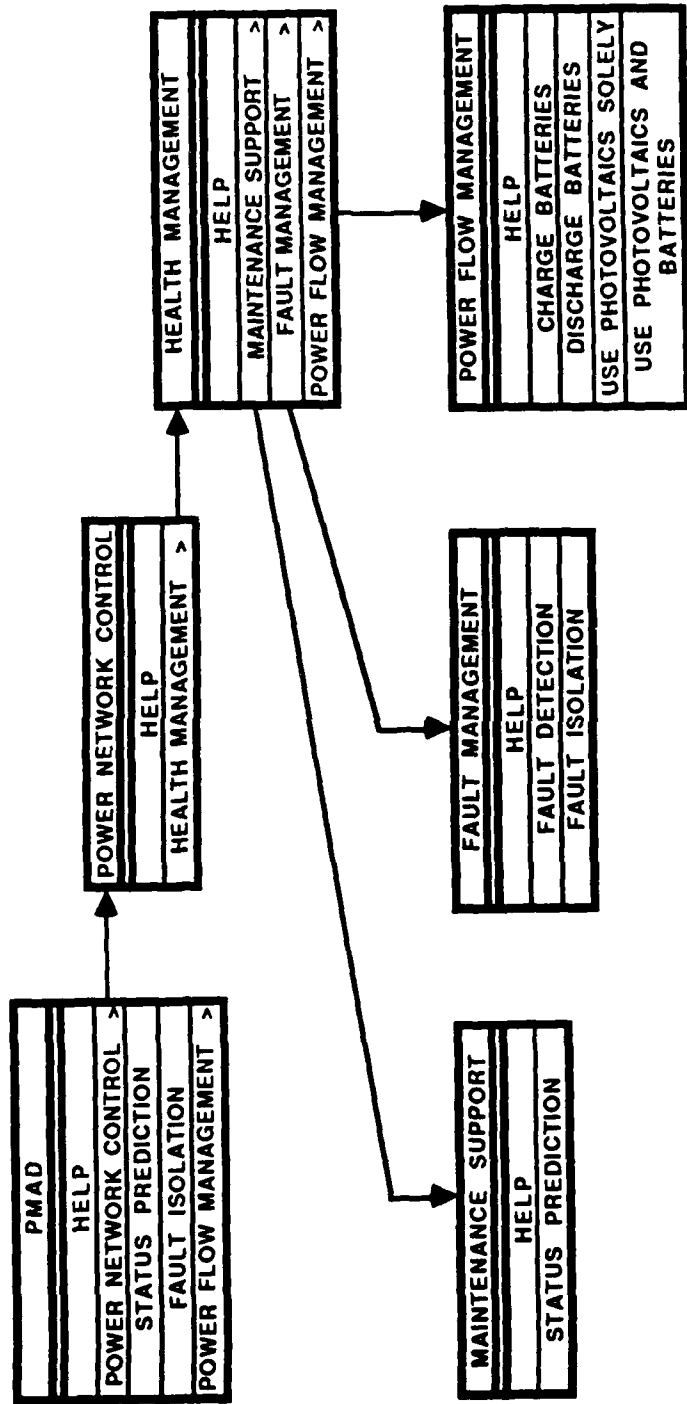 PMAD
HELP
POWER NETWORK CONTROL >
STATUS PREDICTION
FAULT ISOLATION
POWER FLOW MANAGEMENT >
POWER NETWORK CONTROL
HELP
HEALTH MANAGEMENT >
HEALTH MANAGEMENT
HELP
MAINTENANCE SUPPORT >
FAULT MANAGEMENT >
POWER FLOW MANAGEMENT >
MAINTENANCE SUPPORT
HELP
STATUS PREDICTION
FAULT MANAGEMENT
HELP
FAULT DETECTION
FAULT ISOLATION
POWER FLOW MANAGEMENT
HELP
CHARGE BATTERIES
DISCHARGE BATTERIES
USE PHOTOVOLTAICS SOLELY
USE PHOTOVOLTAICS AND
BATTERIES